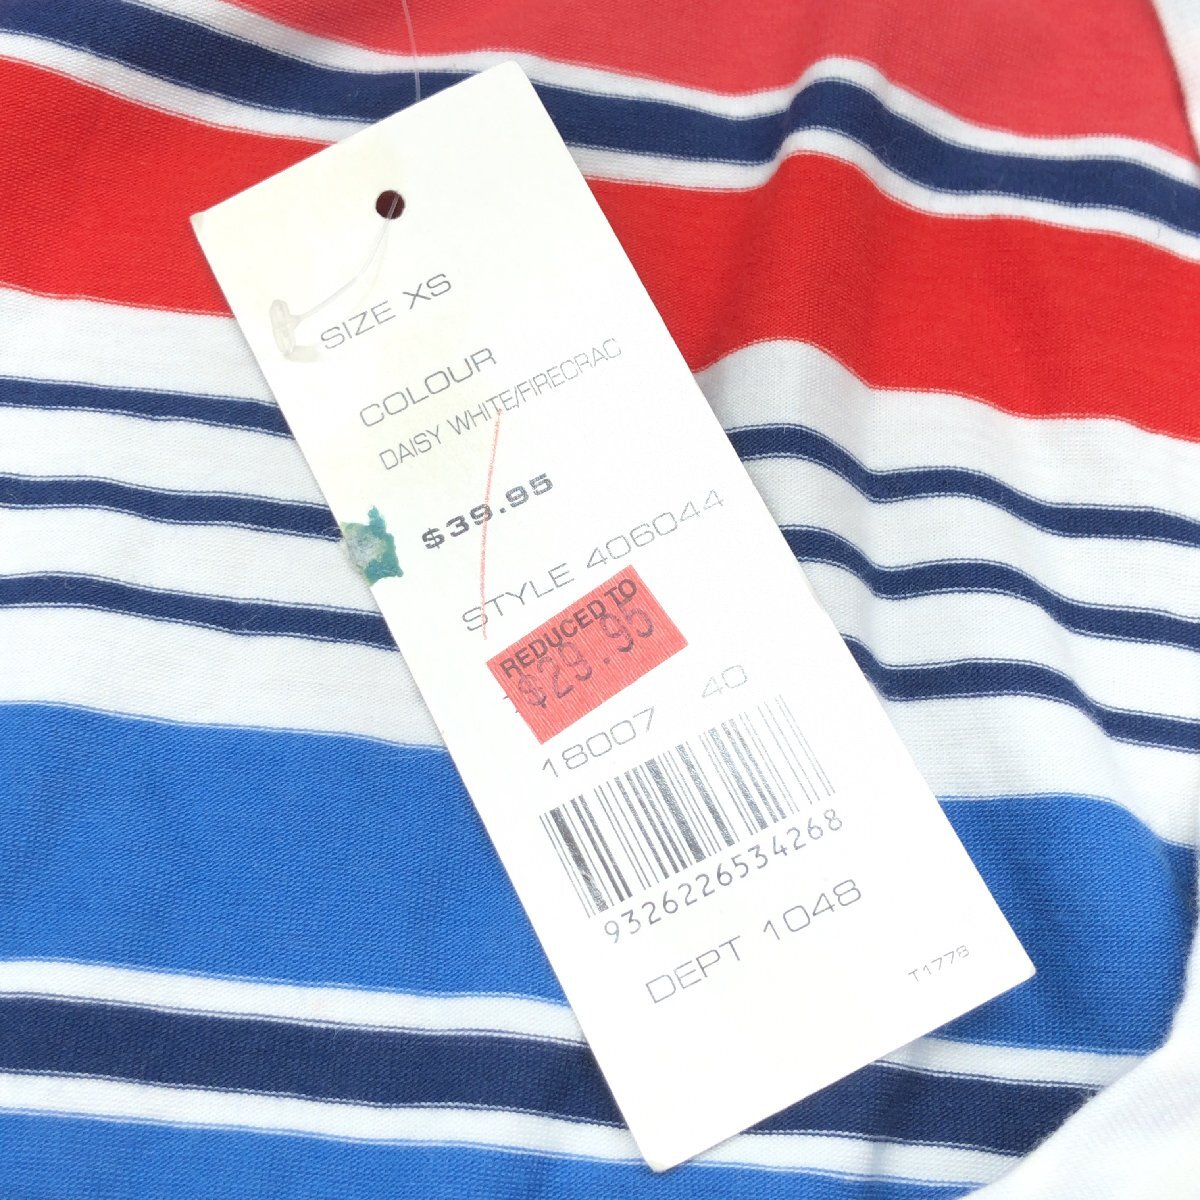 SIZE XS
COLOUR
DAISY WHITE/FIRECRAC
$39.95
STYLE 406044
REDUCED TO
$29.95
18007 40
9326226534268
DEPT 1048
T1778